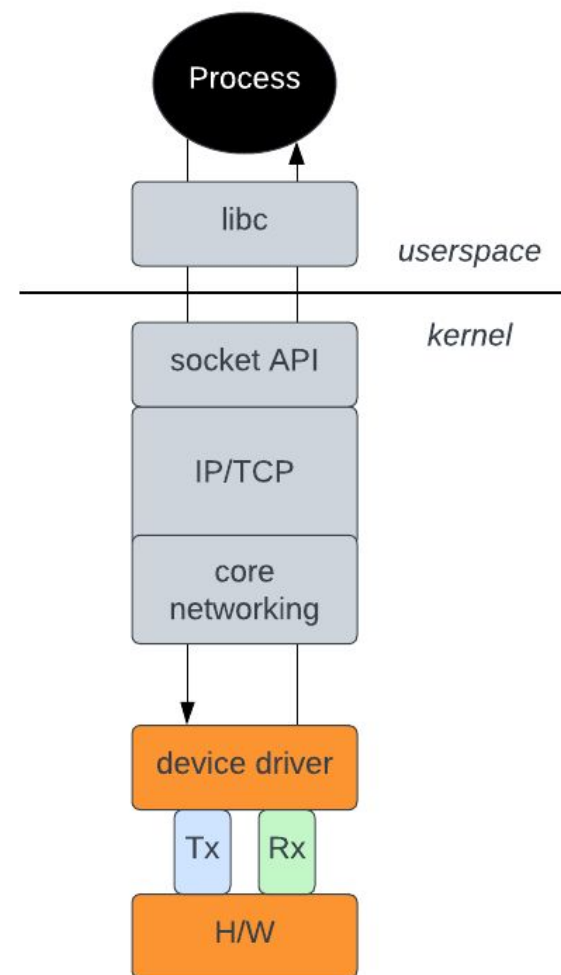 Process
libc
userspace
kernel
socket API
IP/TCP
core
networking
device driver
Tx Rx
H/W